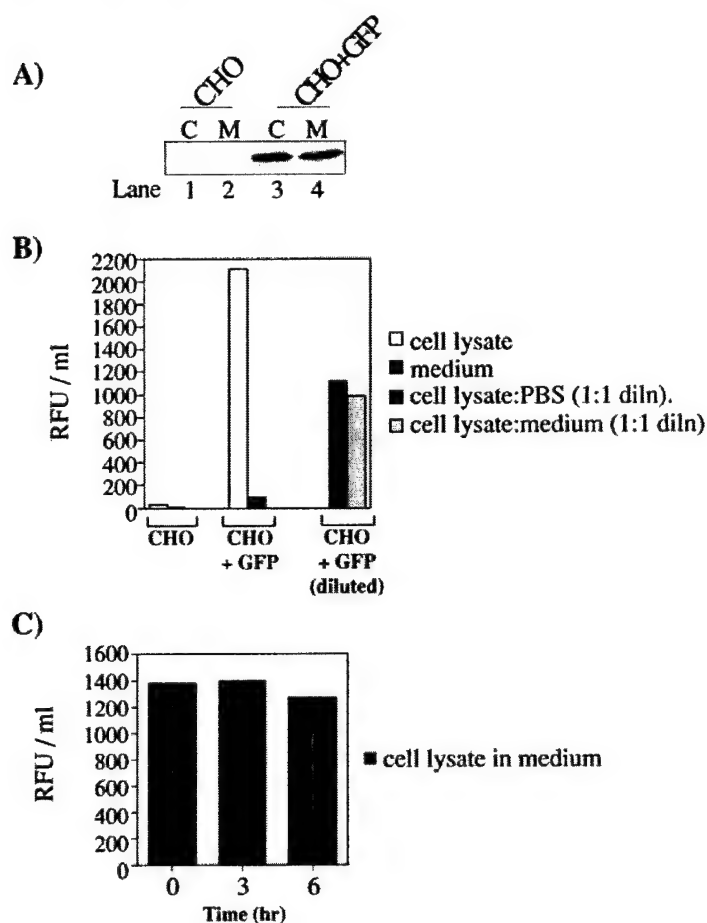 A)
CHO CHO+GFP
C M C M
Lane 1 2 3 4
B)
2200
2000
1800
1600
1400
1200
1000
800
600
400
200
0
RFU / ml
cell lysate
medium
cell lysate:PBS (1:1 diln).
cell lysate:medium (1:1 diln)
CHO CHO CHO
+ GFP + GFP
(diluted)
C)
1600
1400
1200
1000
800
600
400
200
0
RFU / ml
cell lysate in medium
0 3 6
Time (hr)